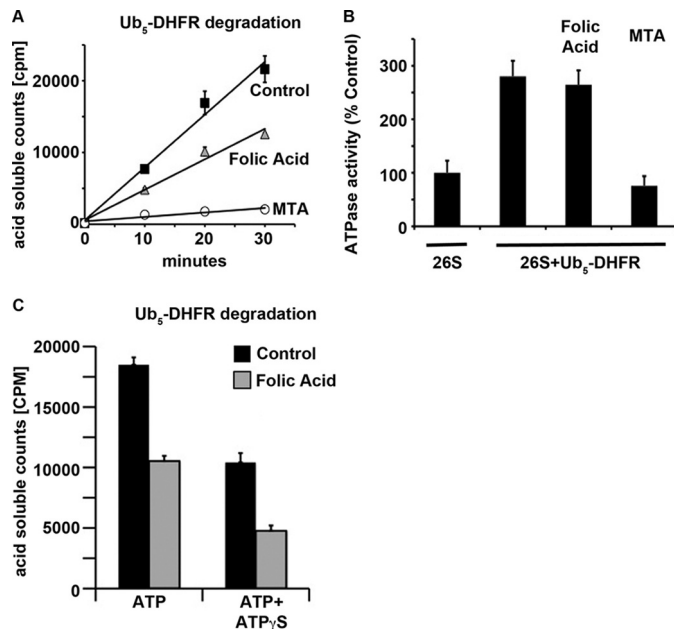 A
Ub5-DHFR degradation
acid soluble counts [cpm]
20000
10000
0
0
10
20
30
minutes
Control
Folic Acid
MTA
B
Folic
Acid
MTA
ATPase activity (% Control)
300
200
100
0
26S
26S+Ub5-DHFR
C
Ub5-DHFR degradation
acid soluble counts [CPM]
20000
15000
10000
5000
0
Control
Folic Acid
ATP
ATP+
ATPγS